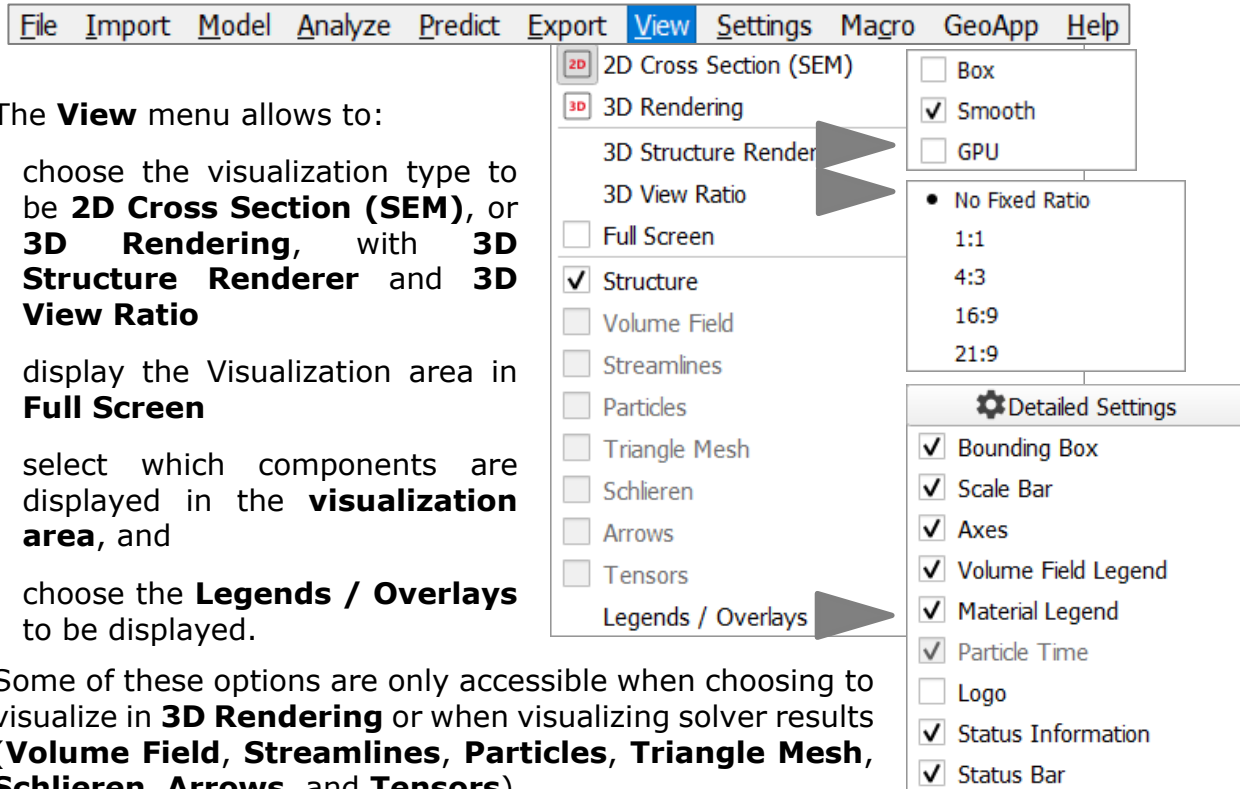 File Import Model Analyze Predict Export View Settings Macro GeoApp Help
The View menu allows to:
choose the visualization type to
be 2D Cross Section (SEM), or
3D Rendering, with 3D
Structure Renderer and 3D
View Ratio
display the Visualization area in
Full Screen
select which components are
displayed in the visualization
area, and
choose the Legends / Overlays
to be displayed.
Some of these options are only accessible when choosing to
visualize in 3D Rendering or when visualizing solver results
(Volume Field, Streamlines, Particles, Triangle Mesh,
Schlieren, Arrows, and Tensors)
2D 2D Cross Section (SEM)
3D 3D Rendering
3D Structure Render
3D View Ratio
Full Screen
Structure
Volume Field
Streamlines
Particles
Triangle Mesh
Schlieren
Arrows
Tensors
Legends / Overlays
Box
Smooth
GPU
No Fixed Ratio
1:1
4:3
16:9
21:9
Detailed Settings
Bounding Box
Scale Bar
Axes
Volume Field Legend
Material Legend
Particle Time
Logo
Status Information
Status Bar